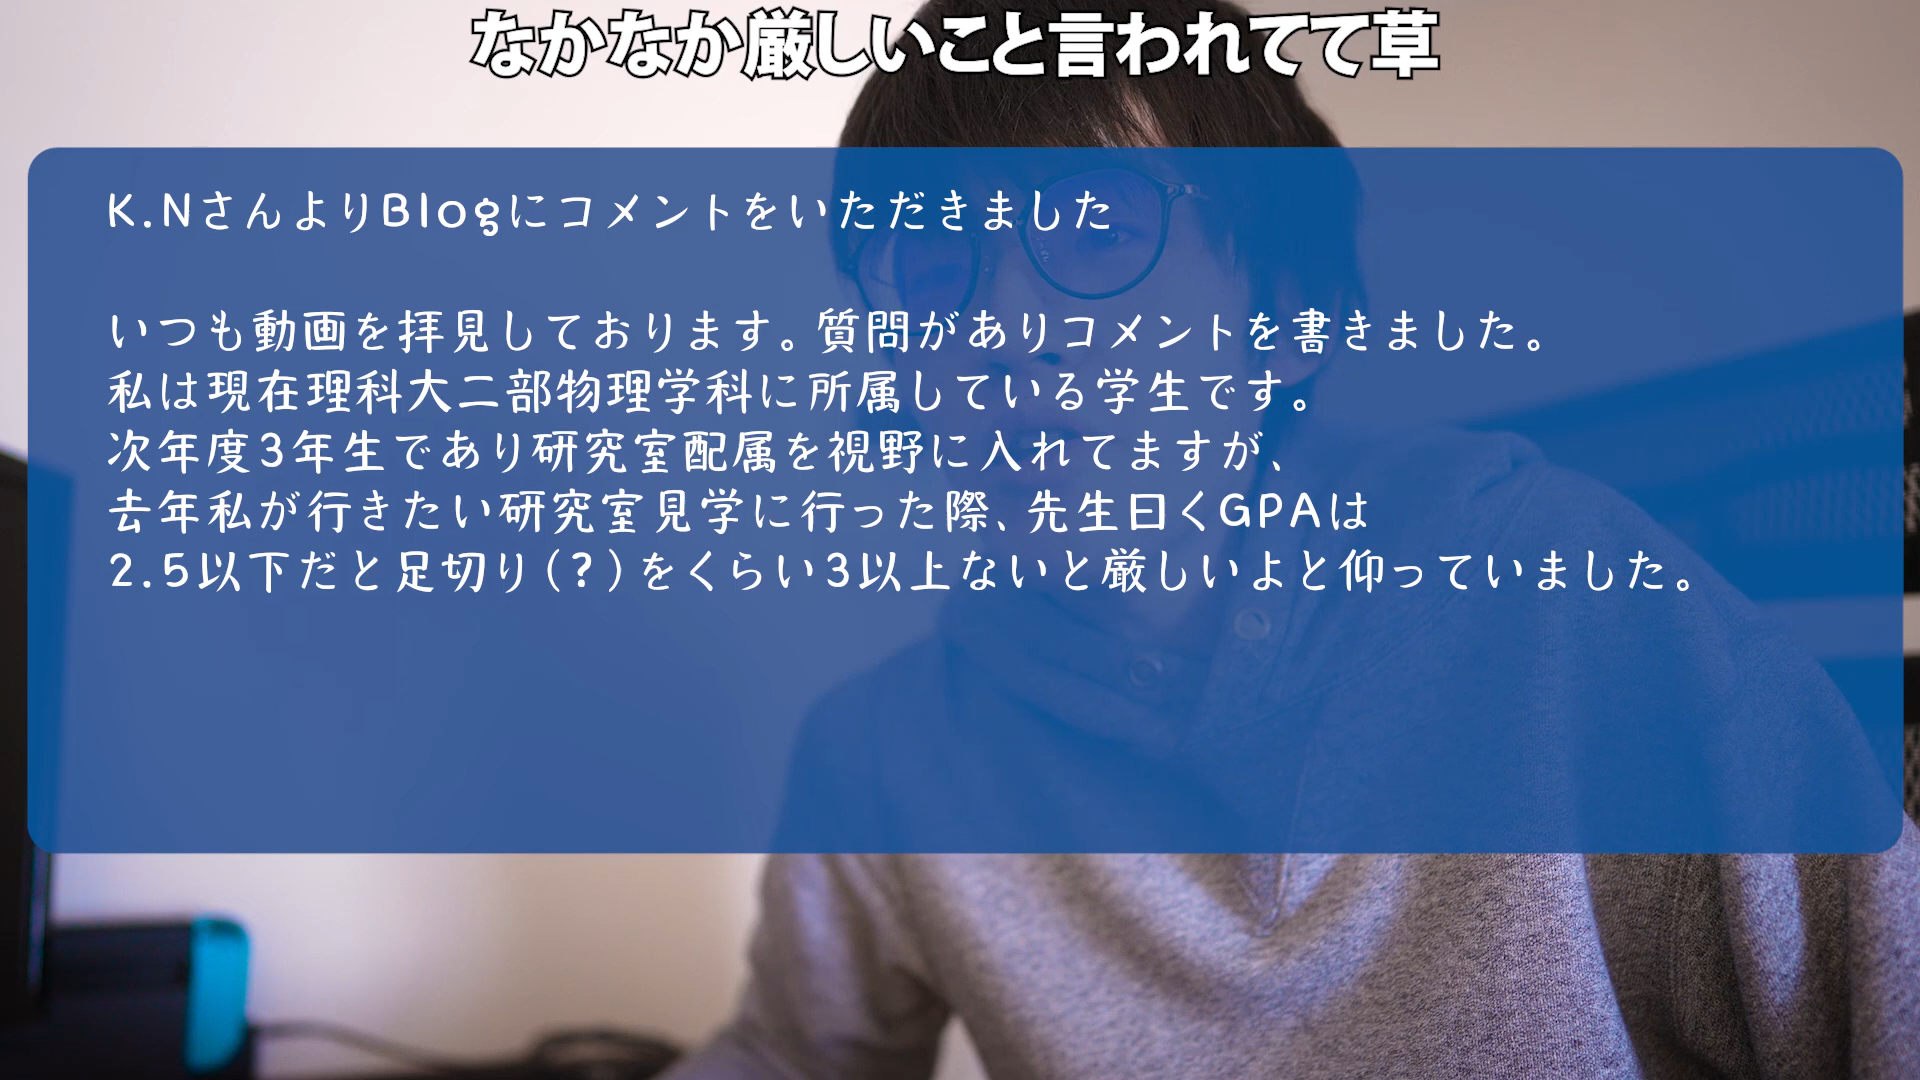 なかなか厳しいこと言われてて草
K.NさんよりBlogにコメントをいただきました
いつも動画を拝見しております。質問がありコメントを書きました。
私は現在理科大二部物理学科に所属している学生です。
次年度3年生であり研究室配属を視野に入れてますが、
去年私が行きたい研究室見学に行った際、先生曰くGPAは
2.5以下だと足切り(?)をくらい3以上ないと厳しいよと仰っていました。